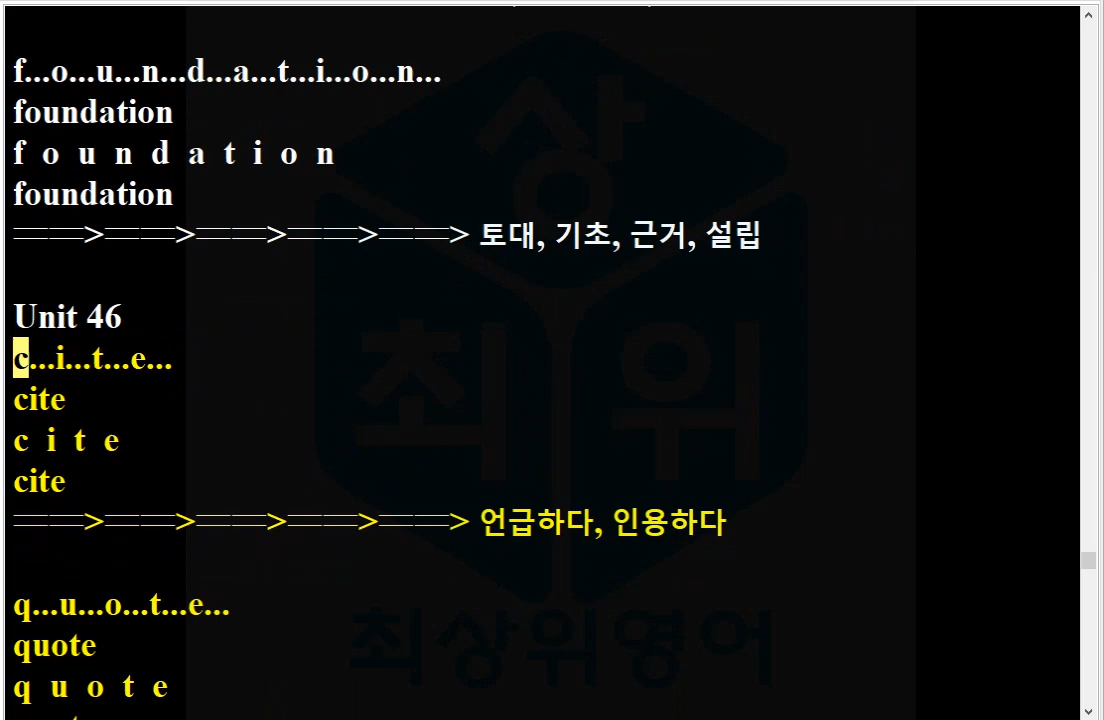 f...o...u...n...d...a...t...i...o...n...
foundation
f o u n d a t i o n
foundation
═══>═══>═══>═══>═══> 토대, 기초, 근거, 설립
Unit 46
c...i...t...e...
cite
c i t e
cite
═══>═══>═══>═══>═══> 언급하다, 인용하다
q...u...o...t...e...
quote
q u o t e
상
최 위
최상위영어